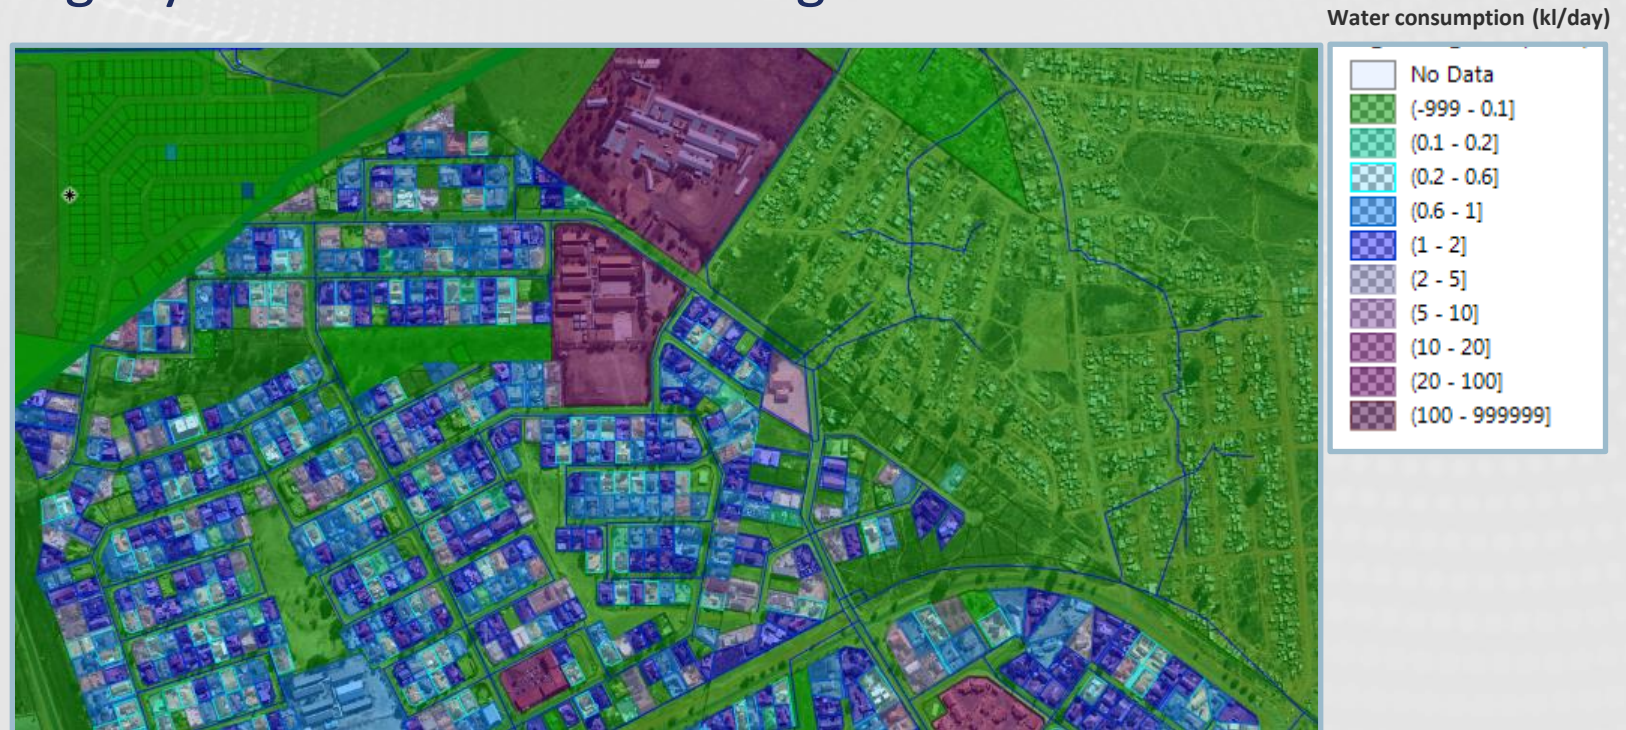 Water consumption (kl/day)
No Data
(-999 - 0.1]
(0.1 - 0.2]
(0.2 - 0.6]
(0.6 - 1]
(1 - 2]
(2 - 5]
(5 - 10]
(10 - 20]
(20 - 100]
(100 - 999999]